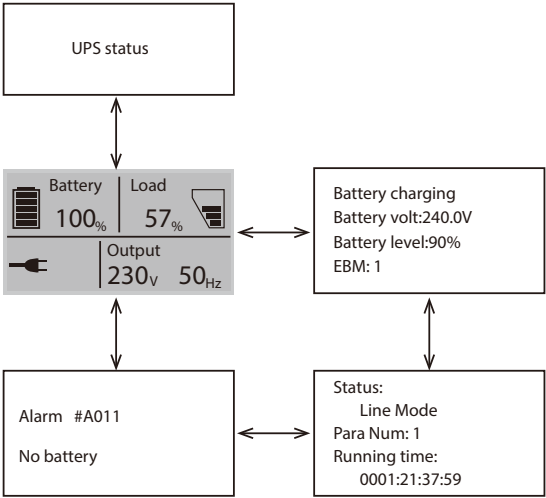 UPS status
Battery
100%
Load
57%
Output
230V 50Hz
Battery charging
Battery volt:240.0V
Battery level:90%
EBM: 1
Alarm #A011
No battery
Status:
Line Mode
Para Num: 1
Running time:
0001:21:37:59